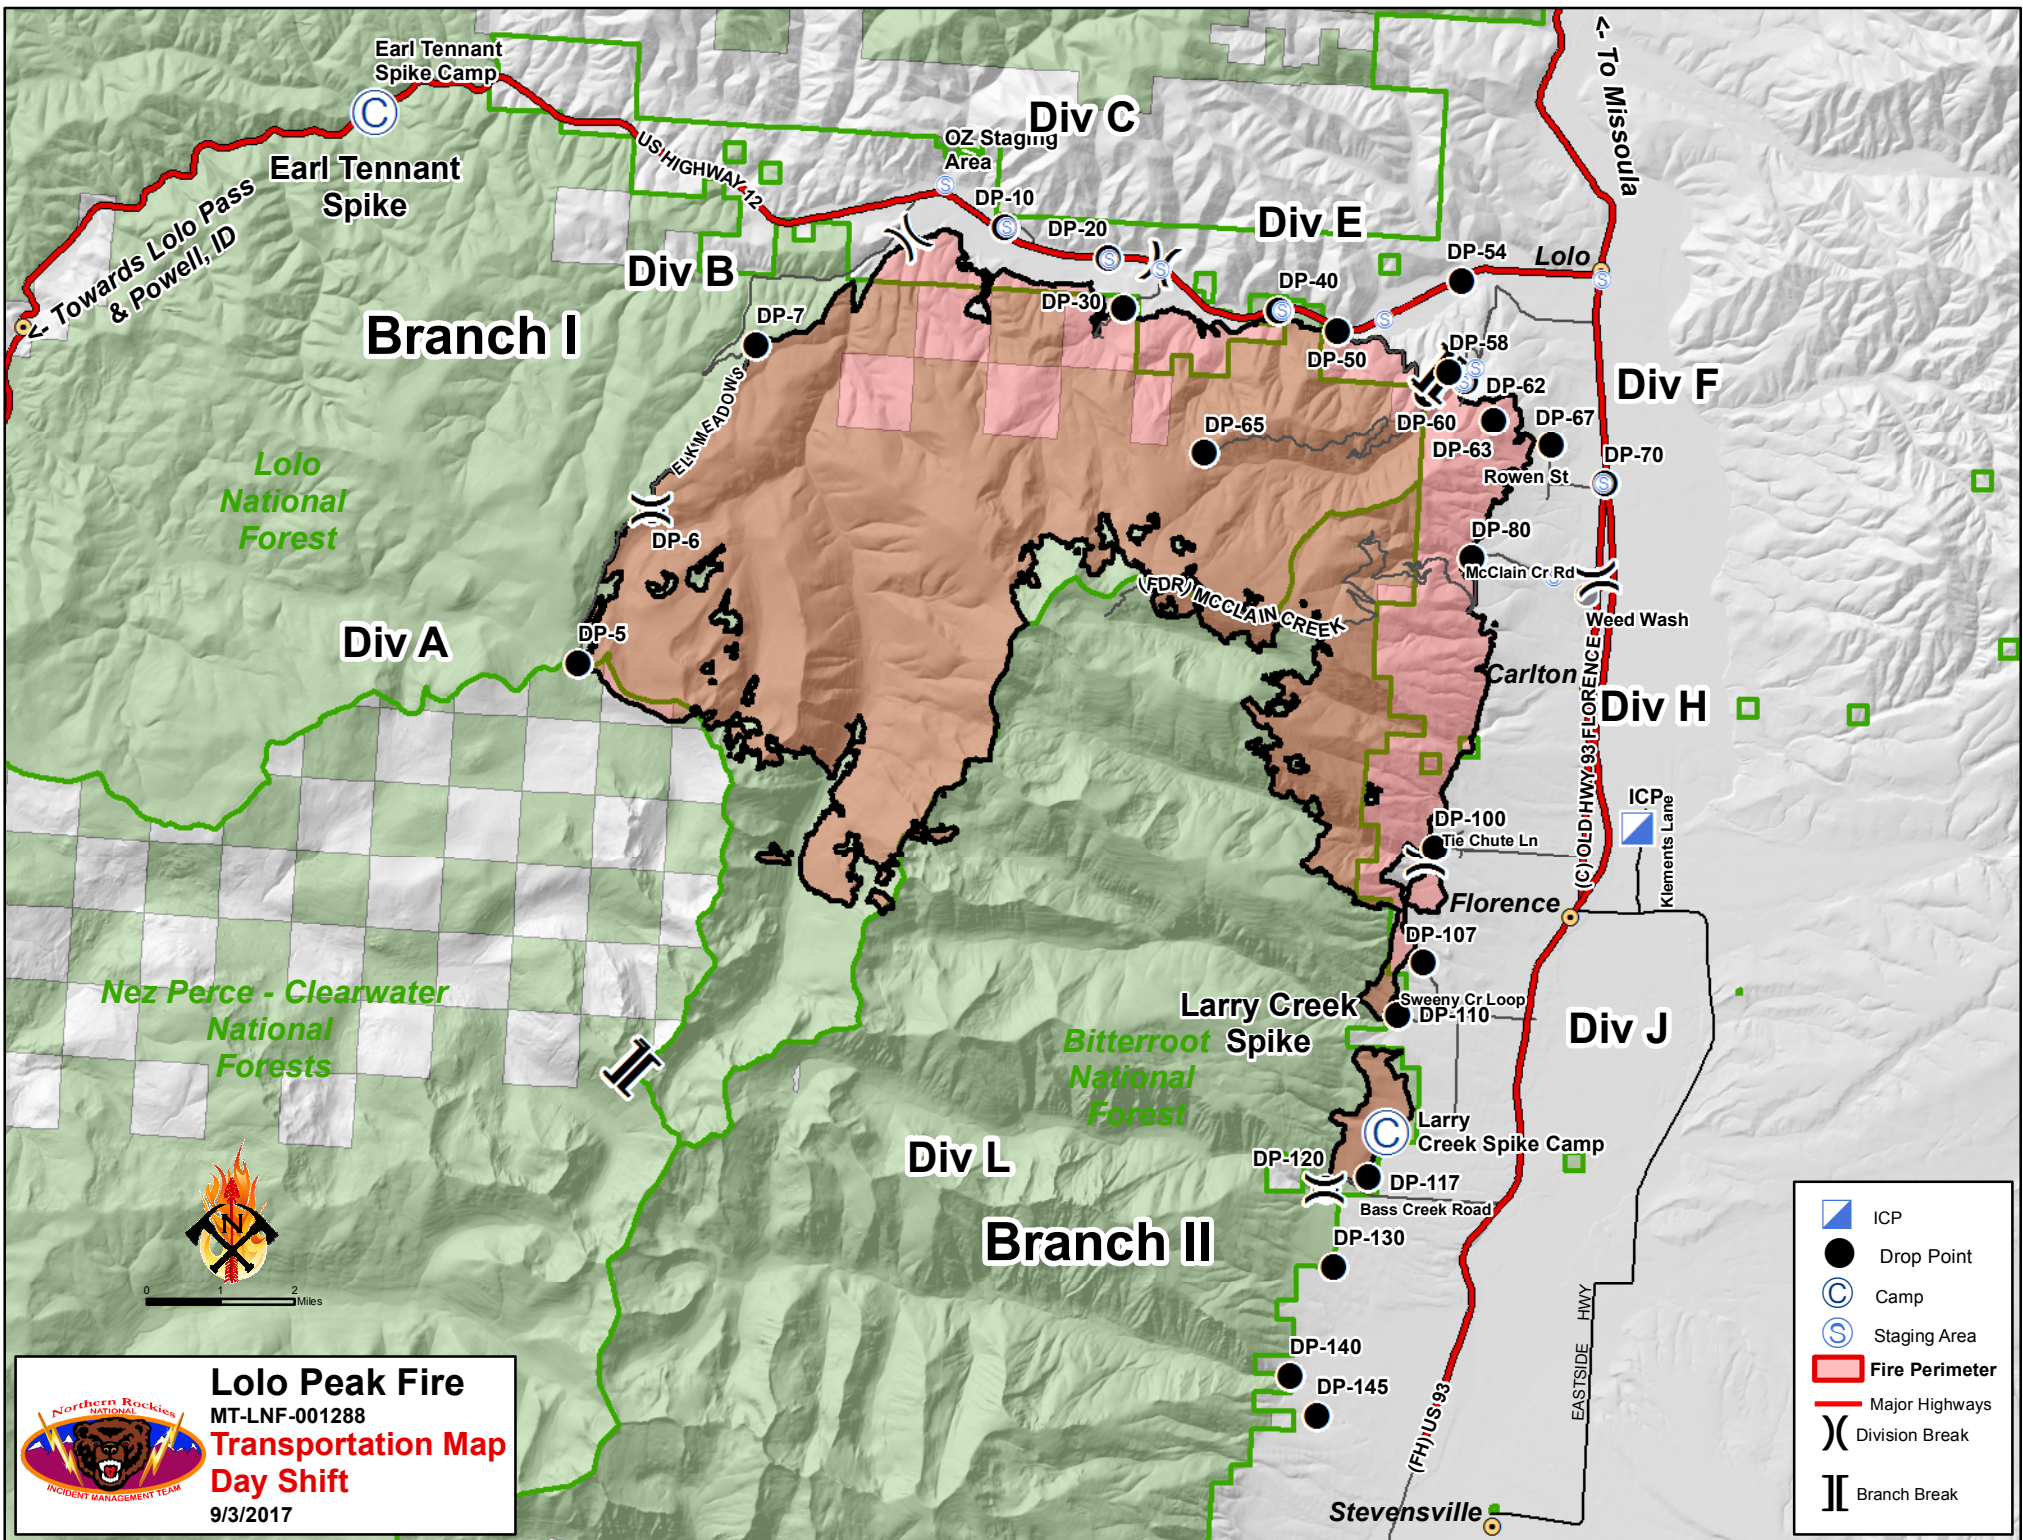 Earl Tennant
Spike Camp
C
Earl Tennant
Spike
<- Towards Lolo Pass
& Powell, ID
US HIGHWAY 12
OZ Staging
Area
S
Div C
<- To Missoula
DP-10
S
DP-20
S
S
Div E
DP-54
Lolo
S
Div B
DP-30
DP-40
S
S
Branch I
DP-7
DP-50
DP-58
S
S
DP-62
Div F
ELK MEADOWS
DP-65
DP-60
DP-63
DP-67
DP-70
S
Rowen St
Lolo
National
Forest
DP-6
DP-80
McClain Cr Rd
(FDR) MCCLAIN CREEK
Weed Wash
DP-5
Div A
Carlton
Div H
(C) OLD HWY 93 FLORENCE
ICP
Klements Lane
DP-100
Tie Chute Ln
Florence
DP-107
Nez Perce - Clearwater
National
Forests
Larry Creek
Spike
Sweeny Cr Loop
DP-110
Div J
Bitterroot
National
Forest
C
Larry
Creek Spike Camp
Div L
DP-120
DP-117
Bass Creek Road
Branch II
DP-130
DP-140
DP-145
(FH) US 93
EASTSIDE HWY
Stevensville
N
0 1 2
Miles
Northern Rockies
NATIONAL
INCIDENT MANAGEMENT TEAM
Lolo Peak Fire
MT-LNF-001288
Transportation Map
Day Shift
9/3/2017
ICP
Drop Point
C Camp
S Staging Area
Fire Perimeter
Major Highways
Division Break
Branch Break